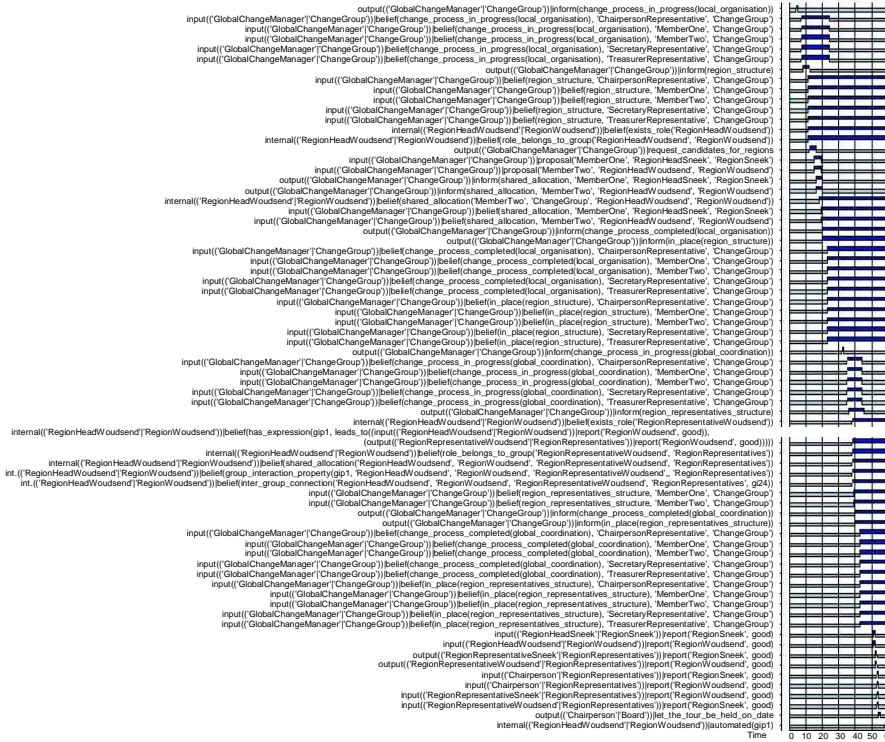 output(('GlobalChangeManager'|'ChangeGroup'))|inform(change_process_in_progress(local_organisation))
input(('GlobalChangeManager'|'ChangeGroup'))|belief(change_process_in_progress(local_organisation), 'ChairpersonRepresentative', 'ChangeGroup')
input(('GlobalChangeManager'|'ChangeGroup'))|belief(change_process_in_progress(local_organisation), 'MemberOne', 'ChangeGroup')
input(('GlobalChangeManager'|'ChangeGroup'))|belief(change_process_in_progress(local_organisation), 'MemberTwo', 'ChangeGroup')
input(('GlobalChangeManager'|'ChangeGroup'))|belief(change_process_in_progress(local_organisation), 'SecretaryRepresentative', 'ChangeGroup')
input(('GlobalChangeManager'|'ChangeGroup'))|belief(change_process_in_progress(local_organisation), 'TreasurerRepresentative', 'ChangeGroup')
output(('GlobalChangeManager'|'ChangeGroup'))|inform(region_structure)
input(('GlobalChangeManager'|'ChangeGroup'))|belief(region_structure, 'ChairpersonRepresentative', 'ChangeGroup')
input(('GlobalChangeManager'|'ChangeGroup'))|belief(region_structure, 'MemberOne', 'ChangeGroup')
input(('GlobalChangeManager'|'ChangeGroup'))|belief(region_structure, 'MemberTwo', 'ChangeGroup')
input(('GlobalChangeManager'|'ChangeGroup'))|belief(region_structure, 'SecretaryRepresentative', 'ChangeGroup')
input(('GlobalChangeManager'|'ChangeGroup'))|belief(region_structure, 'TreasurerRepresentative', 'ChangeGroup')
internal(('RegionHeadWoudsend'|'RegionWoudsend'))|belief(exists_role('RegionHeadWoudsend'))
internal(('RegionHeadWoudsend'|'RegionWoudsend'))|belief(role_belongs_to_group('RegionHeadWoudsend', 'RegionWoudsend'))
output(('GlobalChangeManager'|'ChangeGroup'))|request_candidates_for_regions
input(('GlobalChangeManager'|'ChangeGroup'))|proposal('MemberOne', 'RegionHeadSneek', 'RegionSneek')
input(('GlobalChangeManager'|'ChangeGroup'))|proposal('MemberTwo', 'RegionHeadWoudsend', 'RegionWoudsend')
output(('GlobalChangeManager'|'ChangeGroup'))|inform(shared_allocation, 'MemberOne', 'RegionHeadSneek', 'RegionSneek')
output(('GlobalChangeManager'|'ChangeGroup'))|inform(shared_allocation, 'MemberTwo', 'RegionHeadWoudsend', 'RegionWoudsend')
internal(('RegionHeadWoudsend'|'RegionWoudsend'))|belief(shared_allocation('MemberTwo', 'ChangeGroup', 'RegionHeadWoudsend', 'RegionWoudsend'))
input(('GlobalChangeManager'|'ChangeGroup'))|belief(shared_allocation, 'MemberOne', 'RegionHeadSneek', 'RegionSneek')
input(('GlobalChangeManager'|'ChangeGroup'))|belief(shared_allocation, 'MemberTwo', 'RegionHeadWoudsend', 'RegionWoudsend')
output(('GlobalChangeManager'|'ChangeGroup'))|inform(change_process_completed(local_organisation))
output(('GlobalChangeManager'|'ChangeGroup'))|inform(in_place(region_structure))
input(('GlobalChangeManager'|'ChangeGroup'))|belief(change_process_completed(local_organisation), 'ChairpersonRepresentative', 'ChangeGroup')
input(('GlobalChangeManager'|'ChangeGroup'))|belief(change_process_completed(local_organisation), 'MemberOne', 'ChangeGroup')
input(('GlobalChangeManager'|'ChangeGroup'))|belief(change_process_completed(local_organisation), 'MemberTwo', 'ChangeGroup')
input(('GlobalChangeManager'|'ChangeGroup'))|belief(change_process_completed(local_organisation), 'SecretaryRepresentative', 'ChangeGroup')
input(('GlobalChangeManager'|'ChangeGroup'))|belief(change_process_completed(local_organisation), 'TreasurerRepresentative', 'ChangeGroup')
input(('GlobalChangeManager'|'ChangeGroup'))|belief(in_place(region_structure), 'ChairpersonRepresentative', 'ChangeGroup')
input(('GlobalChangeManager'|'ChangeGroup'))|belief(in_place(region_structure), 'MemberOne', 'ChangeGroup')
input(('GlobalChangeManager'|'ChangeGroup'))|belief(in_place(region_structure), 'MemberTwo', 'ChangeGroup')
input(('GlobalChangeManager'|'ChangeGroup'))|belief(in_place(region_structure), 'SecretaryRepresentative', 'ChangeGroup')
input(('GlobalChangeManager'|'ChangeGroup'))|belief(in_place(region_structure), 'TreasurerRepresentative', 'ChangeGroup')
output(('GlobalChangeManager'|'ChangeGroup'))|inform(change_process_in_progress(global_coordination))
input(('GlobalChangeManager'|'ChangeGroup'))|belief(change_process_in_progress(global_coordination), 'ChairpersonRepresentative', 'ChangeGroup')
input(('GlobalChangeManager'|'ChangeGroup'))|belief(change_process_in_progress(global_coordination), 'MemberOne', 'ChangeGroup')
input(('GlobalChangeManager'|'ChangeGroup'))|belief(change_process_in_progress(global_coordination), 'MemberTwo', 'ChangeGroup')
input(('GlobalChangeManager'|'ChangeGroup'))|belief(change_process_in_progress(global_coordination), 'SecretaryRepresentative', 'ChangeGroup')
input(('GlobalChangeManager'|'ChangeGroup'))|belief(change_process_in_progress(global_coordination), 'TreasurerRepresentative', 'ChangeGroup')
output(('GlobalChangeManager'|'ChangeGroup'))|inform(region_representatives_structure)
internal(('RegionHeadWoudsend'|'RegionWoudsend'))|belief(exists_role('RegionRepresentativeWoudsend'))
internal(('RegionHeadWoudsend'|'RegionWoudsend'))|belief(has_expression(gip1, leads_to((input(('RegionHeadWoudsend'|'RegionWoudsend'))|report('RegionWoudsend', good)),
(output(('RegionRepresentativeWoudsend'|'RegionRepresentatives'))|report('RegionWoudsend', good)))))
internal(('RegionHeadWoudsend'|'RegionWoudsend'))|belief(role_belongs_to_group('RegionRepresentativeWoudsend', 'RegionRepresentatives'))
internal(('RegionHeadWoudsend'|'RegionWoudsend'))|belief(shared_allocation('RegionHeadWoudsend', 'RegionWoudsend', 'RegionRepresentativeWoudsend', 'RegionRepresentatives'))
int.(('RegionHeadWoudsend'|'RegionWoudsend'))|belief(group_interaction_property(gip1, 'RegionHeadWoudsend', 'RegionWoudsend', 'RegionRepresentativeWoudsend',, 'RegionRepresentatives'))
int.(('RegionHeadWoudsend'|'RegionWoudsend'))|belief(inter_group_connection('RegionHeadWoudsend', 'RegionWoudsend', 'RegionRepresentativeWoudsend', 'RegionRepresentatives', gi24))
input(('GlobalChangeManager'|'ChangeGroup'))|belief(region_representatives_structure, 'MemberOne', 'ChangeGroup')
input(('GlobalChangeManager'|'ChangeGroup'))|belief(region_representatives_structure, 'MemberTwo', 'ChangeGroup')
output(('GlobalChangeManager'|'ChangeGroup'))|inform(change_process_completed(global_coordination))
output(('GlobalChangeManager'|'ChangeGroup'))|inform(in_place(region_representatives_structure))
input(('GlobalChangeManager'|'ChangeGroup'))|belief(change_process_completed(global_coordination),'ChairpersonRepresentative', 'ChangeGroup')
input(('GlobalChangeManager'|'ChangeGroup'))|belief(change_process_completed(global_coordination), 'MemberOne', 'ChangeGroup')
input(('GlobalChangeManager'|'ChangeGroup'))|belief(change_process_completed(global_coordination), 'MemberTwo', 'ChangeGroup')
input(('GlobalChangeManager'|'ChangeGroup'))|belief(change_process_completed(global_coordination), 'SecretaryRepresentative', 'ChangeGroup')
input(('GlobalChangeManager'|'ChangeGroup'))|belief(change_process_completed(global_coordination), 'TreasurerRepresentative', 'ChangeGroup')
input(('GlobalChangeManager'|'ChangeGroup'))|belief(in_place(region_representatives_structure), 'ChairpersonRepresentative', 'ChangeGroup')
input(('GlobalChangeManager'|'ChangeGroup'))|belief(in_place(region_representatives_structure), 'MemberOne', 'ChangeGroup')
input(('GlobalChangeManager'|'ChangeGroup'))|belief(in_place(region_representatives_structure), 'MemberTwo', 'ChangeGroup')
input(('GlobalChangeManager'|'ChangeGroup'))|belief(in_place(region_representatives_structure), 'SecretaryRepresentative', 'ChangeGroup')
input(('GlobalChangeManager'|'ChangeGroup'))|belief(in_place(region_representatives_structure), 'TreasurerRepresentative', 'ChangeGroup')
input(('RegionHeadSneek'|'RegionSneek'))|report('RegionSneek', good)
input(('RegionHeadWoudsend'|'RegionWoudsend'))|report('RegionWoudsend', good)
output(('RegionRepresentativeSneek'|'RegionRepresentatives'))|report('RegionSneek', good)
output(('RegionRepresentativeWoudsend'|'RegionRepresentatives'))|report('RegionWoudsend', good)
input(('Chairperson'|'RegionRepresentatives'))|report('RegionSneek', good)
input(('Chairperson'|'RegionRepresentatives'))|report('RegionWoudsend', good)
input(('RegionRepresentativeSneek'|'RegionRepresentatives'))|report('RegionWoudsend', good)
input(('RegionRepresentativeWoudsend'|'RegionRepresentatives'))|report('RegionSneek', good)
output(('Chairperson'|'Board'))|let_the_tour_be_held_on_date
internal(('RegionHeadWoudsend'|'RegionWoudsend'))|automated(gip1)
Time 0 10 20 30 40 50